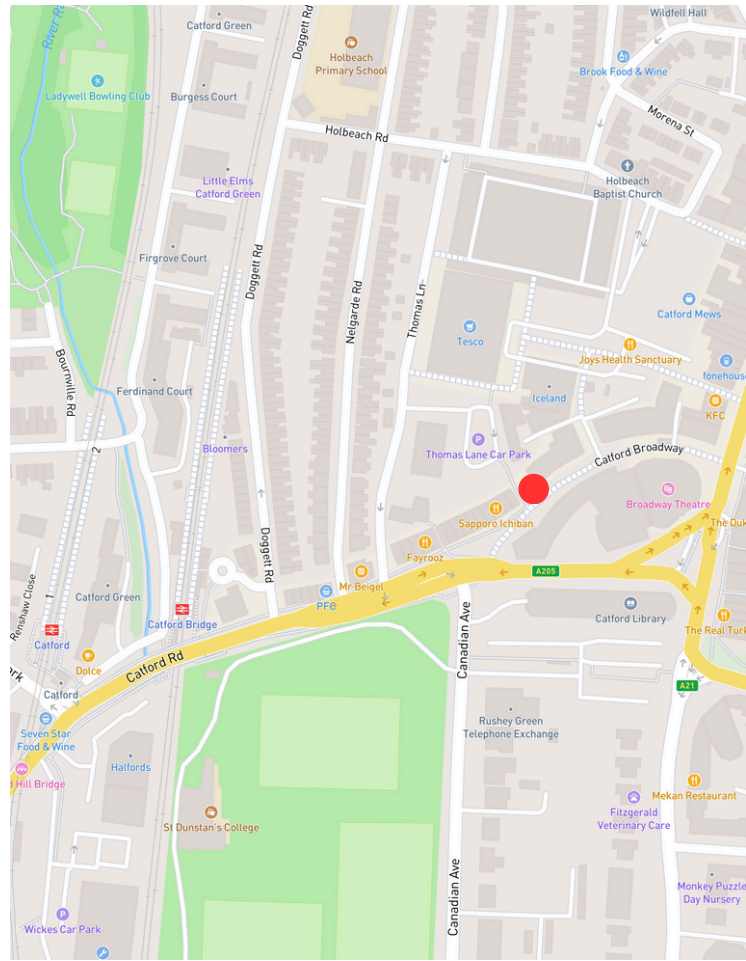 Wildfell Hall
Catford Green
River R
Doggett Rd
Holbeach
Primary School
Brook Food & Wine
Ladywell Bowling Club
Burgess Court
Morena St
Holbeach Rd
Little Elms
Catford Green
Holbeach
Baptist Church
Firgrove Court
Doggett Rd
Nelgarde Rd
Thomas Ln
Catford Mews
Tesco
Joys Health Sanctuary
fonehouse
Bournville Rd
Ferdinand Court
Iceland
KFC
2
Bloomers
P
Thomas Lane Car Park
Catford Broadway
Broadway Theatre
Sapporo Ichiban
The Duk
Doggett Rd
Fayrooz
A205
Mr Beigel
1
Renshaw Close
Catford Green
PFC
Catford Library
Catford Bridge
Canadian Ave
The Real Turk
Catford
Dolce
Catford Rd
ark
Catford
A21
Seven Star
Food & Wine
Rushey Green
Telephone Exchange
Halfords
d Hill Bridge
Mekan Restaurant
St Dunstan's College
Fitzgerald
Veterinary Care
Monkey Puzzle
Day Nursery
Canadian Ave
P
Wickes Car Park